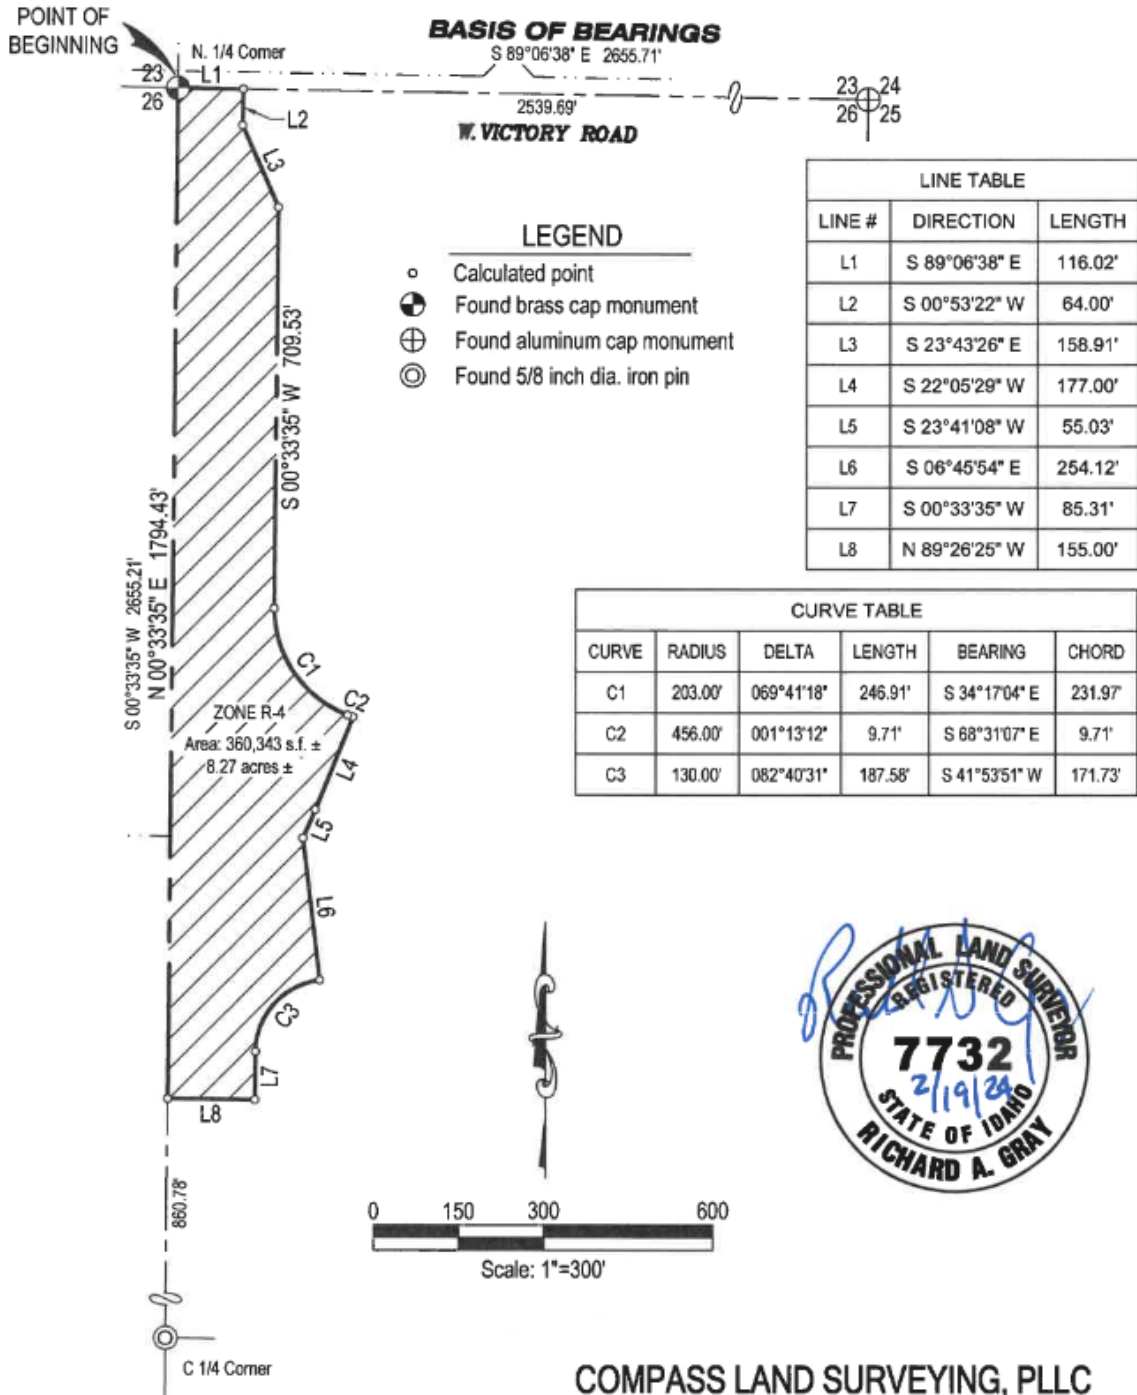 POINT OF
BEGINNING
N. 1/4 Corner
BASIS OF BEARINGS
S 89°06'38" E 2655.71'
23
26
L1
2539.69'
W. VICTORY ROAD
23 24
26 25
L2
L3
LEGEND
Calculated point
Found brass cap monument
Found aluminum cap monument
Found 5/8 inch dia. iron pin
LINE TABLE
LINE # DIRECTION LENGTH
L1 S 89°06'38" E 116.02'
L2 S 00°53'22" W 64.00'
L3 S 23°43'26" E 158.91'
L4 S 22°05'29" W 177.00'
L5 S 23°41'08" W 55.03'
L6 S 06°45'54" E 254.12'
L7 S 00°33'35" W 85.31'
L8 N 89°26'25" W 155.00'
S 00°33'35" W 709.53'
S 00°33'35" W 2655.21'
N 00°33'35" E 1794.43'
CURVE TABLE
CURVE RADIUS DELTA LENGTH BEARING CHORD
C1 203.00' 069°41'18" 246.91' S 34°17'04" E 231.97'
C2 456.00' 001°13'12" 9.71' S 68°31'07" E 9.71'
C3 130.00' 082°40'31" 187.58' S 41°53'51" W 171.73'
C1
C2
ZONE R-4
Area: 360,343 s.f. ±
8.27 acres ±
L4
L5
L6
C3
L7
L8
860.78'
C 1/4 Corner
0 150 300 600
Scale: 1"=300'
PROFESSIONAL LAND SURVEYOR
REGISTERED
7732
2/19/24
STATE OF IDAHO
RICHARD A. GRAY
COMPASS LAND SURVEYING, PLLC